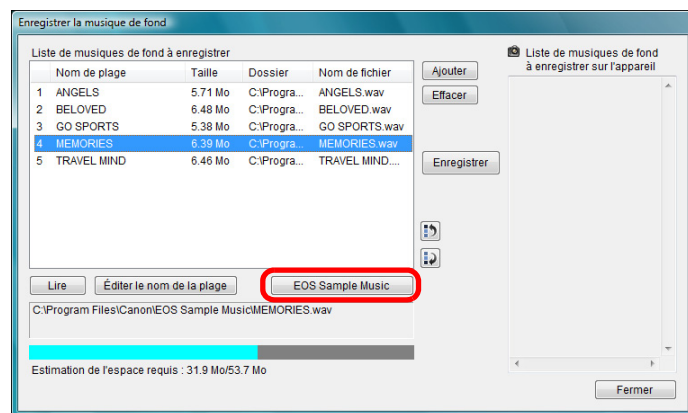 Enregistrer la musique de fond
Liste de musiques de fond à enregistrer
Nom de plage Taille Dossier Nom de fichier
1 ANGELS 5.71 Mo C:\Progra... ANGELS.wav
2 BELOVED 6.48 Mo C:\Progra... BELOVED.wav
3 GO SPORTS 5.38 Mo C:\Progra... GO SPORTS.wav
4 MEMORIES 6.39 Mo C:\Progra... MEMORIES.wav
5 TRAVEL MIND 6.46 Mo C:\Progra... TRAVEL MIND....
Lire Éditer le nom de la plage EOS Sample Music
C:\Program Files\Canon\EOS Sample Music\MEMORIES.wav
Estimation de l'espace requis : 31.9 Mo/53.7 Mo
Ajouter
Effacer
Enregistrer
Liste de musiques de fond
à enregistrer sur l'appareil
Fermer